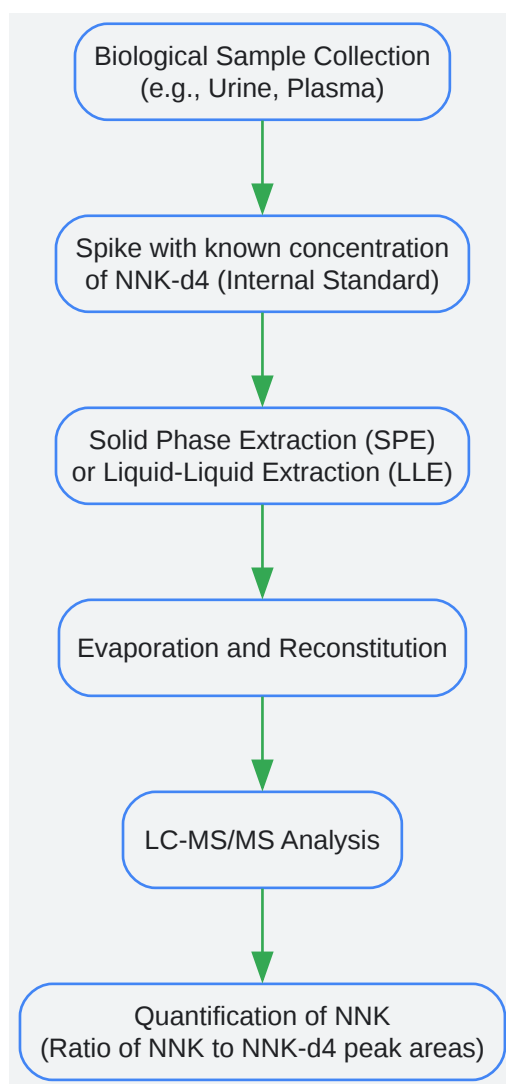 Biological Sample Collection
(e.g., Urine, Plasma)
Spike with known concentration
of NNK-d4 (Internal Standard)
Solid Phase Extraction (SPE)
or Liquid-Liquid Extraction (LLE)
Evaporation and Reconstitution
LC-MS/MS Analysis
Quantification of NNK
(Ratio of NNK to NNK-d4 peak areas)